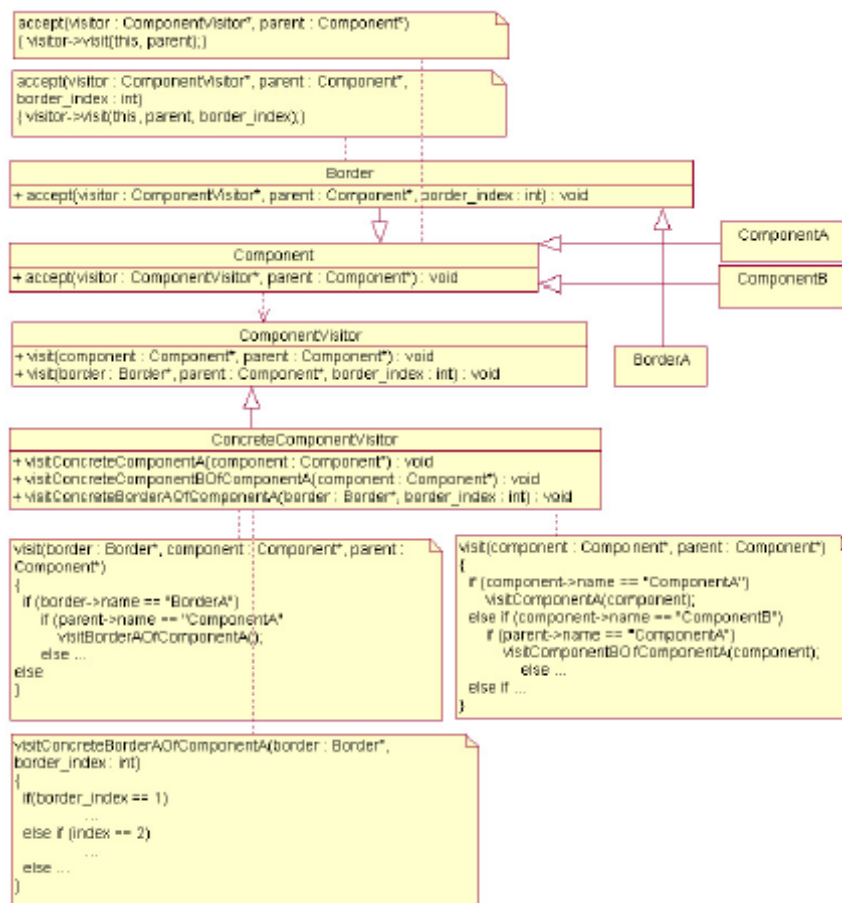 accept(visitor : ComponentVisitor*, parent : Component*)
{ visitor->visit(this, parent);}
accept(visitor : ComponentVisitor*, parent : Component*,
border_index : int)
{ visitor->visit(this, parent, border_index);}
Border
+ accept(visitor : ComponentVisitor*, parent : Component*, border_index : int) : void
ComponentA
Component
+ accept(visitor : ComponentVisitor*, parent : Component*) : void
ComponentB
ComponentVisitor
+ visit(component : Component*, parent : Component*) : void
+ visit(border : Border*, parent : Component*, border_index : int) : void
BorderA
ConcreteComponentVisitor
+ visitConcreteComponentA(component : Component*) : void
+ visitConcreteComponentBOfComponentA(component : Component*) : void
+ visitConcreteBorderAOfComponentA(border : Border*, border_index : int) : void
visit(border : Border*, component : Component*, parent :
Component*)
{
if (border->name == "BorderA")
if (parent->name == "ComponentA"
visitBorderAOfComponentA();
else ...
else
}
visit(component : Component*, parent : Component*)
{
if (component->name == "ComponentA")
visitComponentA(component);
else if (component->name == "ComponentB")
if (parent->name == "ComponentA")
visitComponentBOfComponentA(component);
else ...
else if ...
}
visitConcreteBorderAOfComponentA(border : Border*,
border_index : int)
{
if(border_index == 1)
...
else if (index == 2)
...
else ...
}